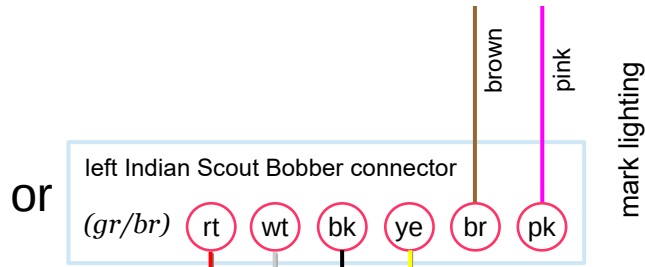 brown
pink
mark lighting
or
left Indian Scout Bobber connector
(gr/br) rt wt bk ye br pk